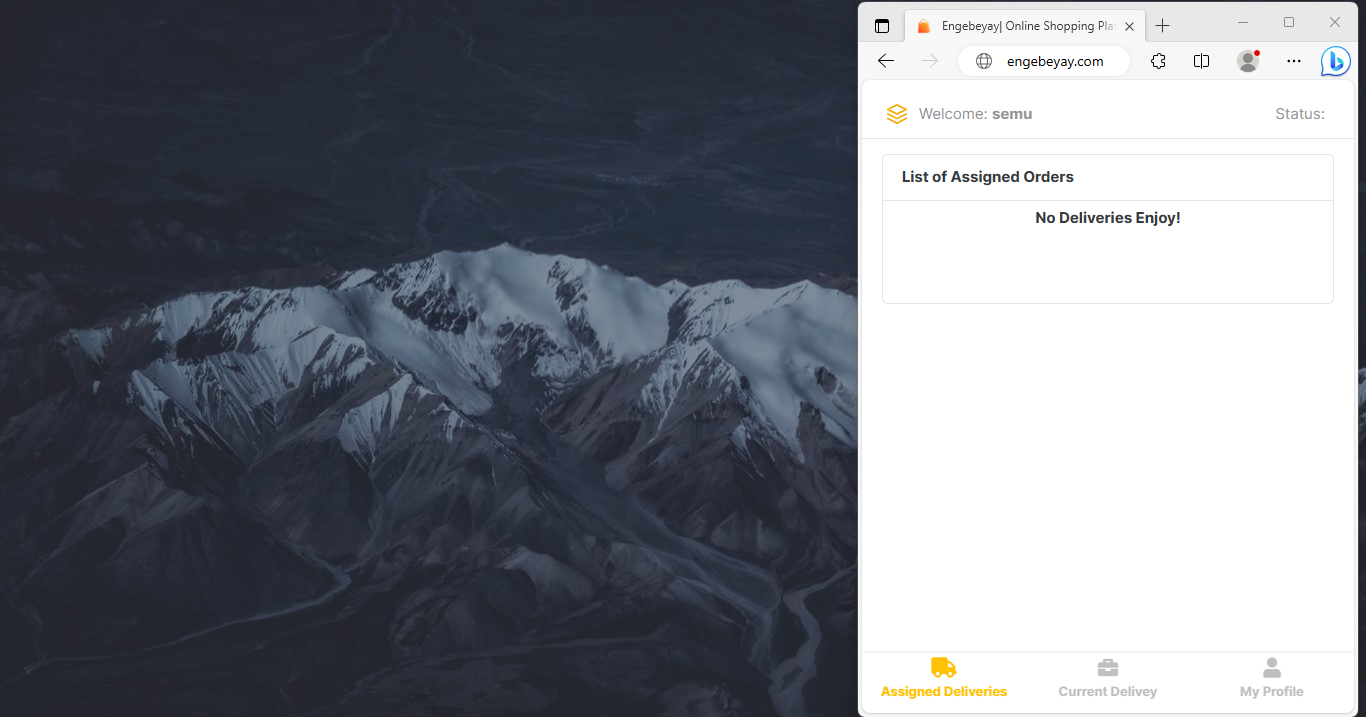 Engebeyay| Online Shopping Pla
engebeyay.com
Welcome: semu
Status:
List of Assigned Orders
No Deliveries Enjoy!
Assigned Deliveries
Current Delivey
My Profile